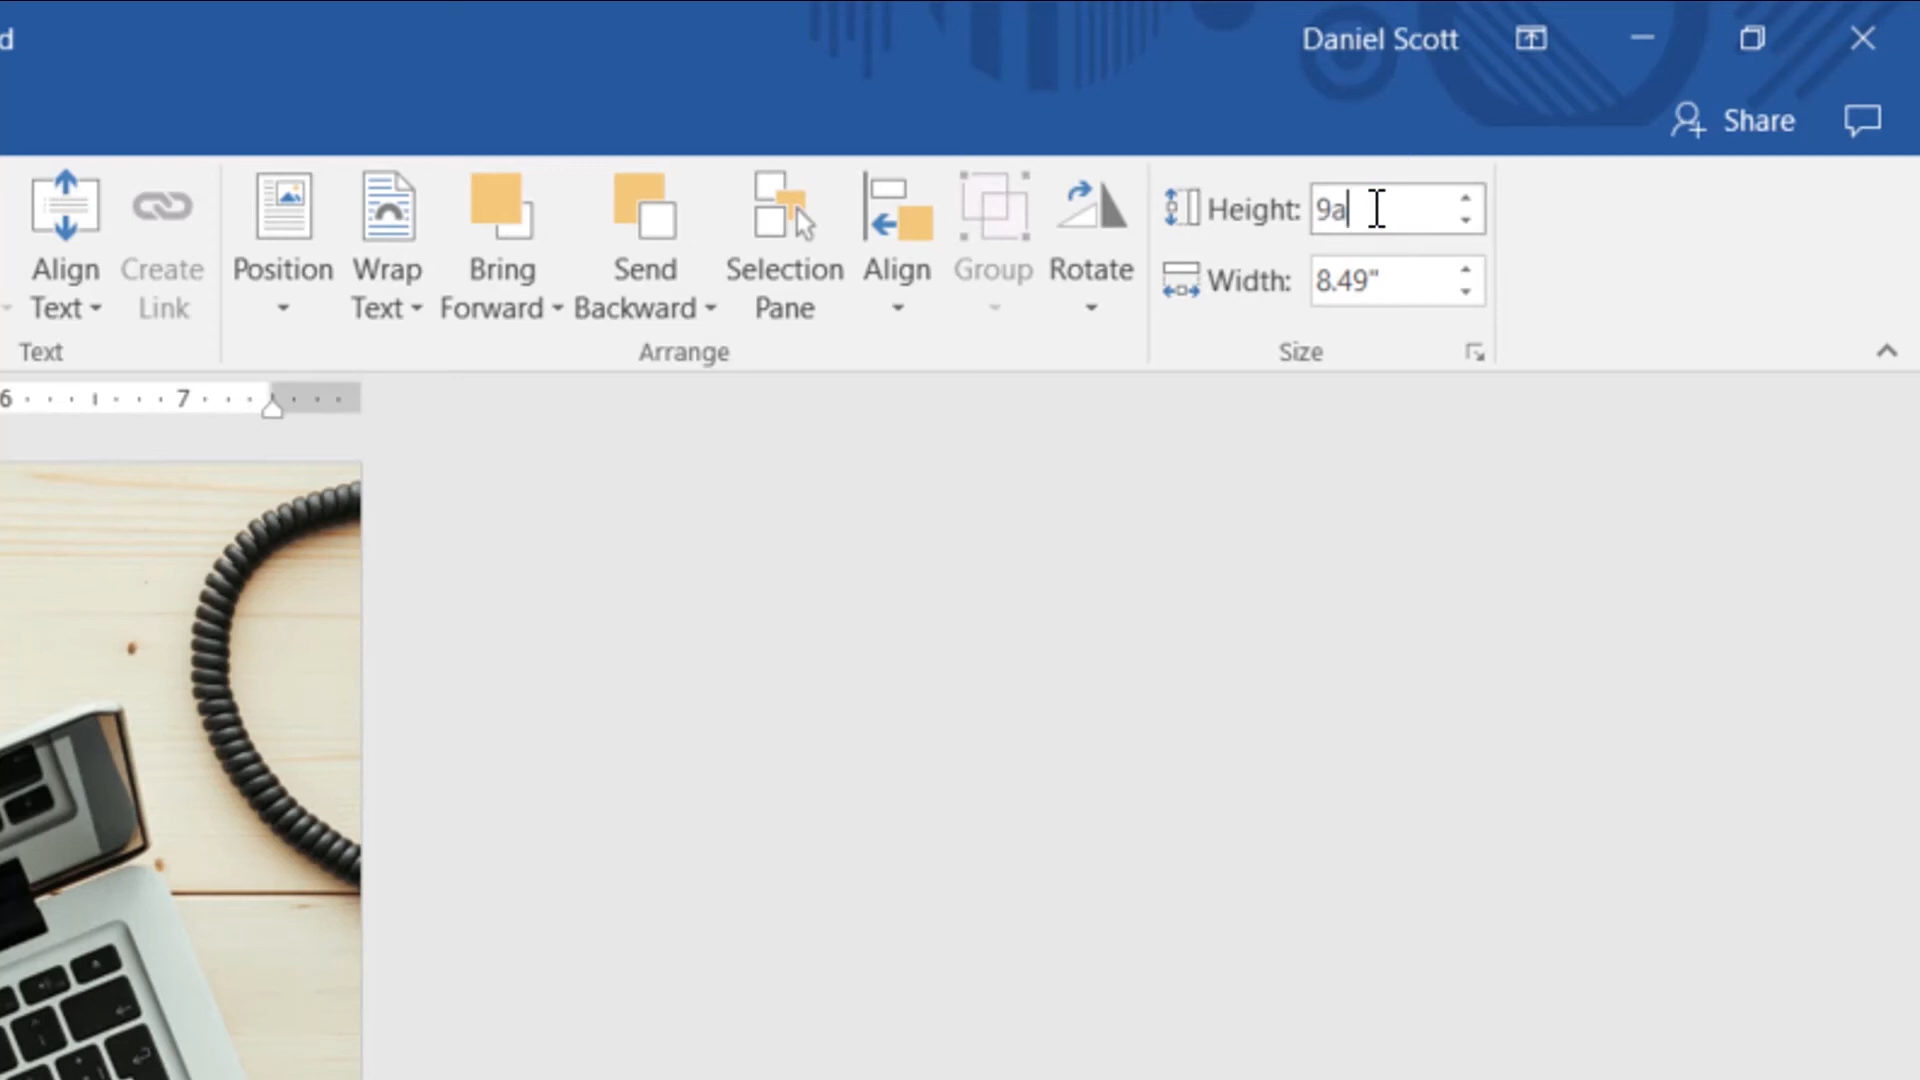 d
Daniel Scott
Share
Align Text
Create Link
Position
Wrap Text
Bring Forward
Send Backward
Selection Pane
Align
Group
Rotate
Height: 9a
Width: 8.49"
Text
Arrange
Size
6 7